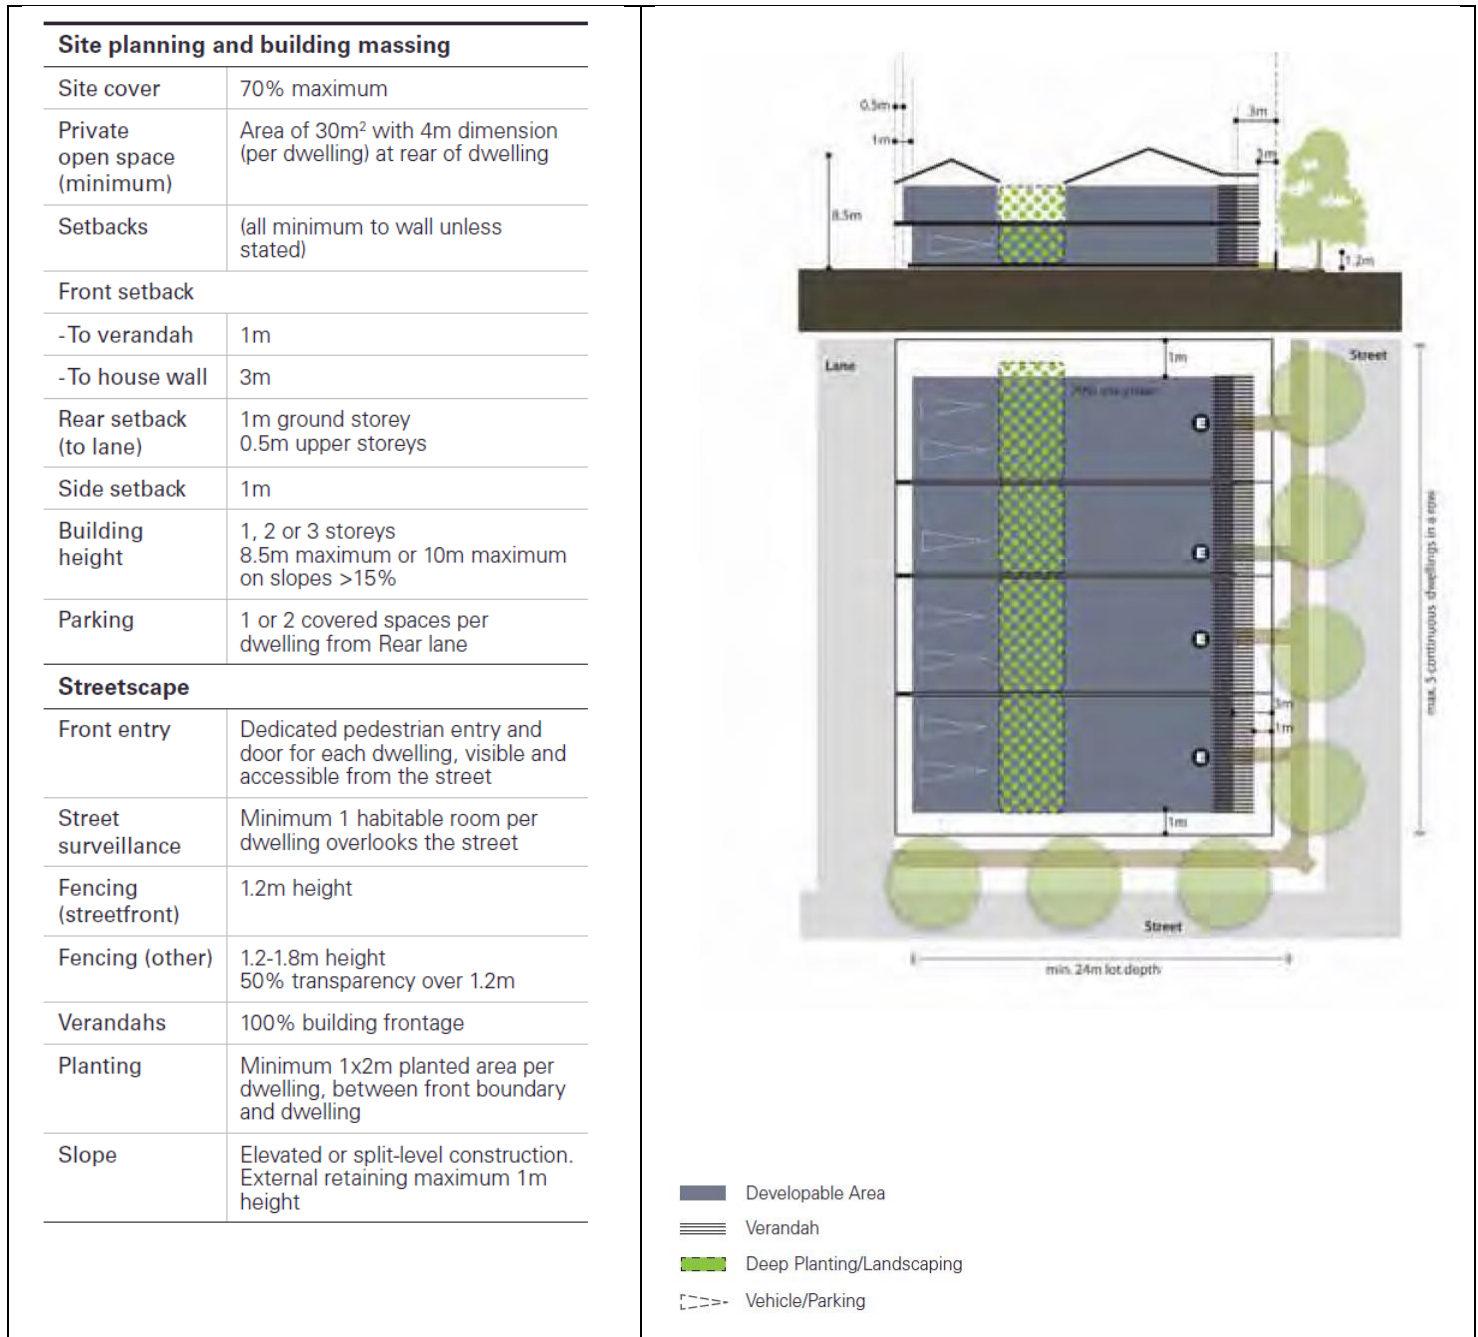 Site planning and building massing
Site cover
70% maximum
Private
open space
(minimum)
Area of 30m² with 4m dimension
(per dwelling) at rear of dwelling
Setbacks
(all minimum to wall unless
stated)
Front setback
- To verandah
1m
- To house wall
3m
Rear setback
(to lane)
1m ground storey
0.5m upper storeys
Side setback
1m
Building
height
1, 2 or 3 storeys
8.5m maximum or 10m maximum
on slopes >15%
Parking
1 or 2 covered spaces per
dwelling from Rear lane
Streetscape
Front entry
Dedicated pedestrian entry and
door for each dwelling, visible and
accessible from the street
Street
surveillance
Minimum 1 habitable room per
dwelling overlooks the street
Fencing
(streetfront)
1.2m height
Fencing (other)
1.2-1.8m height
50% transparency over 1.2m
Verandahs
100% building frontage
Planting
Minimum 1x2m planted area per
dwelling, between front boundary
and dwelling
Slope
Elevated or split-level construction.
External retaining maximum 1m
height
0.5m
1m
3m
8.5m
1.2m
Lane
1m
Street
E
E
E
E
max. 5 continuous dwellings in a row
3m
1m
1m
Street
min. 24m lot depth
Developable Area
Verandah
Deep Planting/Landscaping
Vehicle/Parking